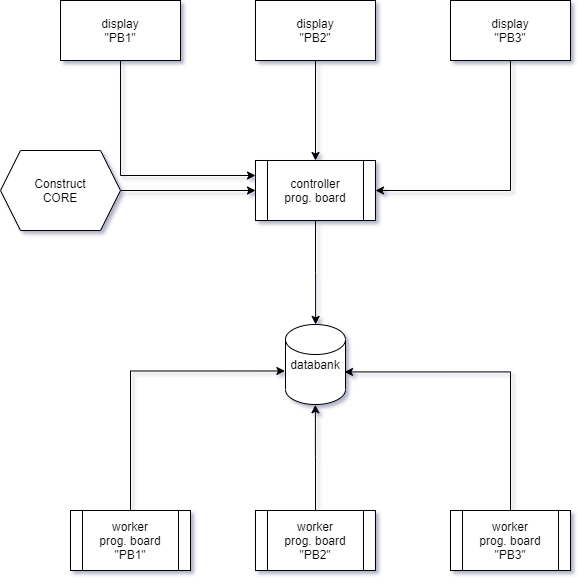 display
"PB1"
display
"PB2"
display
"PB3"
Construct
CORE
controller
prog. board
databank
worker
prog. board
"PB1"
worker
prog. board
"PB2"
worker
prog. board
"PB3"